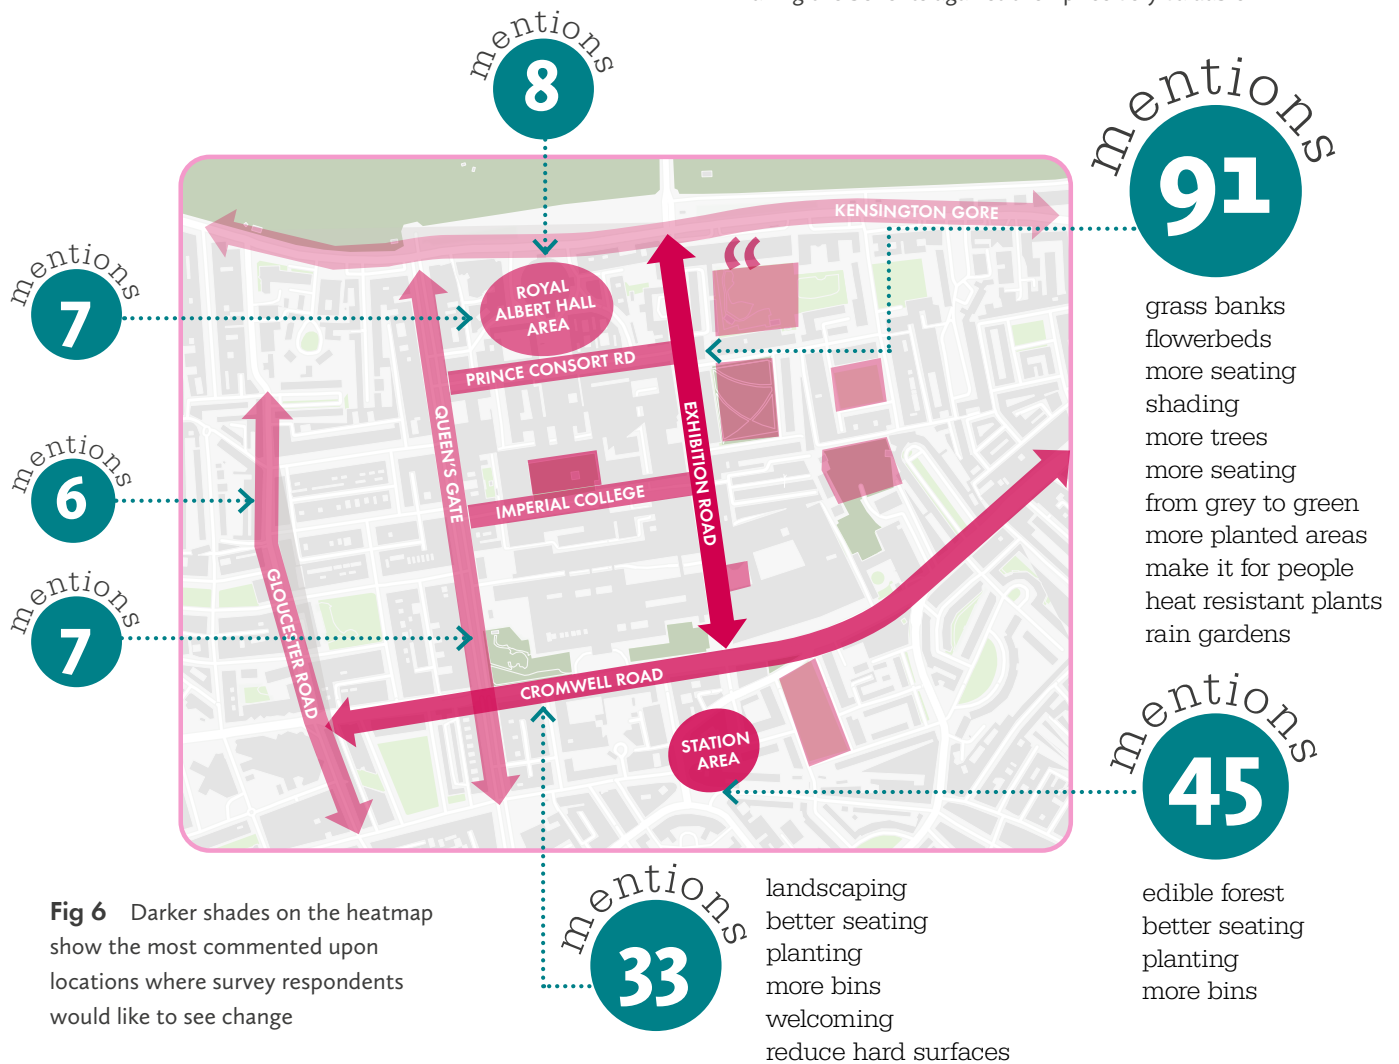 mentions
8
mentions
91
grass banks
flowerbeds
more seating
shading
more trees
more seating
from grey to green
more planted areas
make it for people
heat resistant plants
rain gardens
mentions
7
mentions
6
mentions
7
KENSINGTON GORE
ROYAL
ALBERT HALL
AREA
PRINCE CONSORT RD
QUEEN'S GATE
EXHIBITION ROAD
IMPERIAL COLLEGE
GLOUCESTER ROAD
CROMWELL ROAD
STATION
AREA
mentions
45
edible forest
better seating
planting
more bins
mentions
33
landscaping
better seating
planting
more bins
welcoming
reduce hard surfaces
Fig 6 Darker shades on the heatmap
show the most commented upon
locations where survey respondents
would like to see change